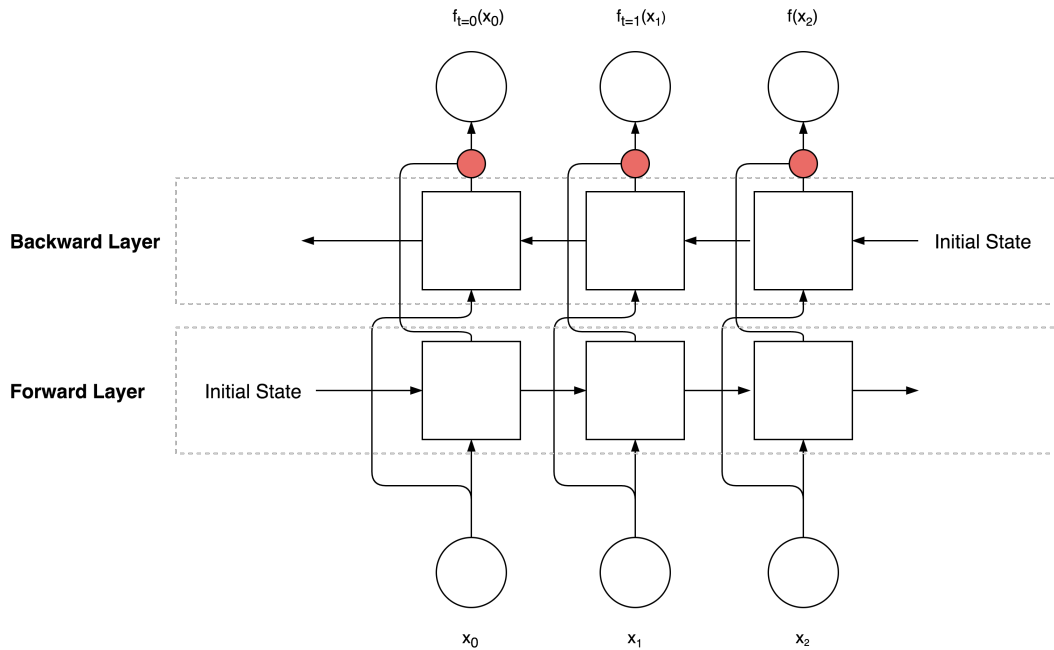 f_{t=0}(x_0) f_{t=1}(x_1) f(x_2)
Backward Layer Initial State
Forward Layer Initial State
x_0 x_1 x_2